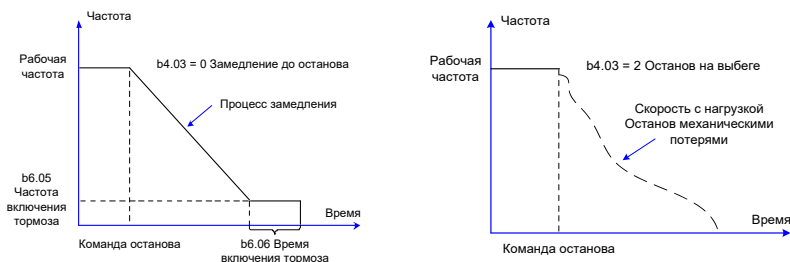 Частота
Рабочая
частота
b4.03 = 0 Замедление до останова
Процесс замедления
b6.05
Частота
включения
тормоза
Время
Команда останова
b6.06 Время
включения тормоза
Частота
Рабочая
частота
b4.03 = 2 Останов на выбеге
Скорость с нагрузкой
Останов механическими
потерями
Время
Команда останова